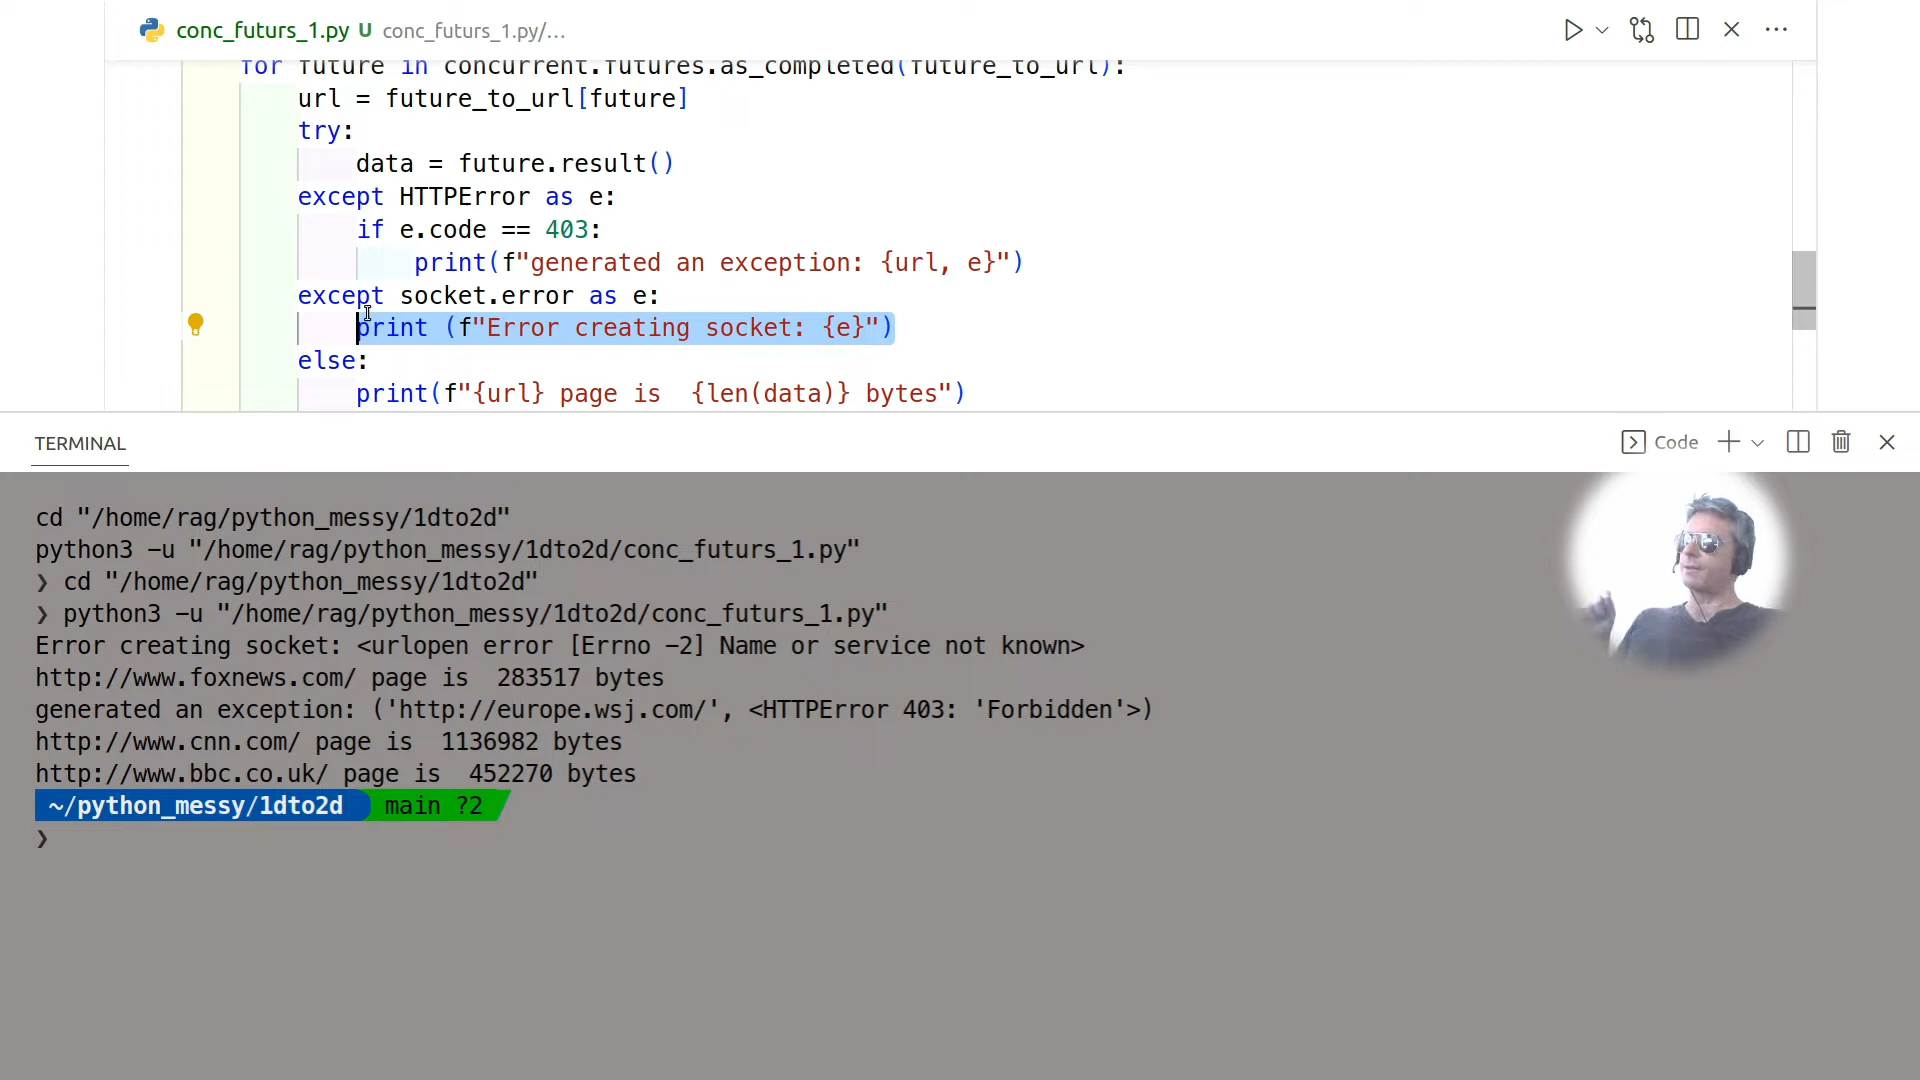 conc_futurs_1.py U conc_futurs_1.py/...
for future in concurrent.futures.as_completed(future_to_url):
url = future_to_url[future]
try:
data = future.result()
except HTTPError as e:
if e.code == 403:
print(f"generated an exception: {url, e}")
except socket.error as e:
print (f"Error creating socket: {e}")
else:
print(f"{url} page is  {len(data)} bytes")
TERMINAL
Code
cd "/home/rag/python_messy/1dto2d"
python3 -u "/home/rag/python_messy/1dto2d/conc_futurs_1.py"
❯ cd "/home/rag/python_messy/1dto2d"
❯ python3 -u "/home/rag/python_messy/1dto2d/conc_futurs_1.py"
Error creating socket: <urlopen error [Errno -2] Name or service not known>
http://www.foxnews.com/ page is  283517 bytes
generated an exception: ('http://europe.wsj.com/', <HTTPError 403: 'Forbidden'>)
http://www.cnn.com/ page is  1136982 bytes
http://www.bbc.co.uk/ page is  452270 bytes
~/python_messy/1dto2d main ?2
❯